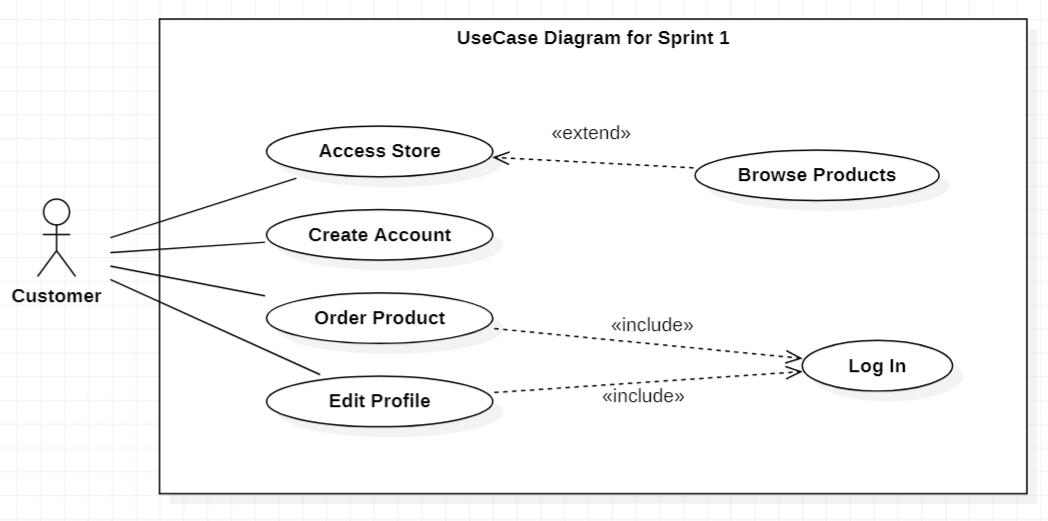 UseCase Diagram for Sprint 1
«extend»
Access Store
Browse Products
Create Account
Customer
Order Product
«include»
Log In
«include»
Edit Profile